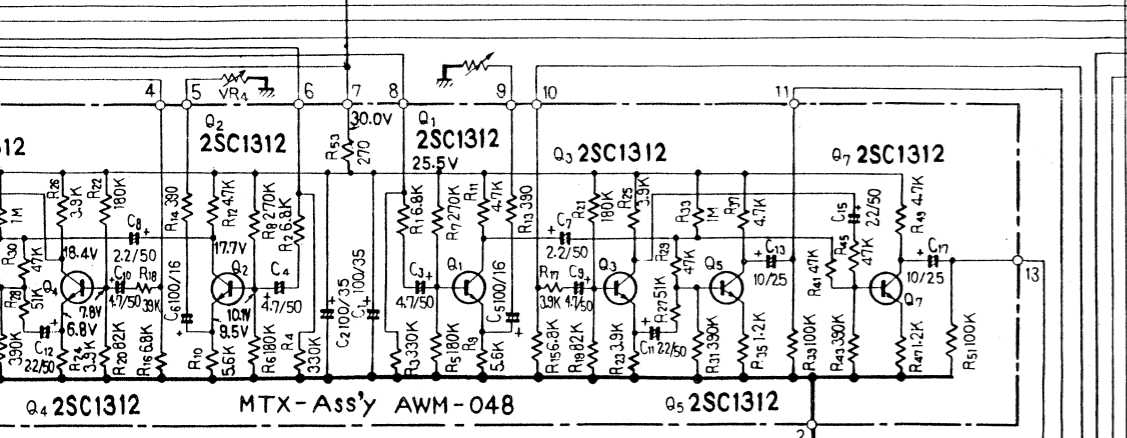 4
5
VR4
6
7
8
9
10
11
30.0V
Q2
2SC1312
Q1
2SC1312
25.5V
Q3 2SC1312
Q7 2SC1312
R53
270
R26
3.9K
R22
180K
R14 390
R12 47K
R8 270K
R2 6.8K
R1 6.8K
R7 270K
R11
4.7K
R13 390
R21
180K
R25
3.9K
R33
1M
R37
4.7K
C15
2.2/50
R49 4.7K
1M
R30
47K
18.4V
C8
2.2/50
17.7V
C7
2.2/50
R29
47K
C13
10/25
R45
47K
R41 47K
C17
10/25
13
R28
51K
Q4
7.8V
6.8V
C10
4.7/50
R18
39K
C6 100/16
Q2
10.1V
9.5V
C4
4.7/50
C2 100/35
C1 100/35
C3
4.7/50
Q1
C5 100/16
R17
3.9K
C9
4.7/50
Q3
R27 51K
Q5
Q7
390K
C12
22/50
R24
3.9K
R20 82K
R16 6.8K
R10
5.6K
R6 180K
R4
330K
R3 330K
R5 180K
R9
5.6K
R15 6.8K
R19 82K
R23 3.9K
C11 22/50
R31 390K
R35 1.2K
R39 100K
R43 390K
R47 1.2K
R51 100K
Q4 2SC1312
MTX-Ass'y AWM-048
Q5 2SC1312
2